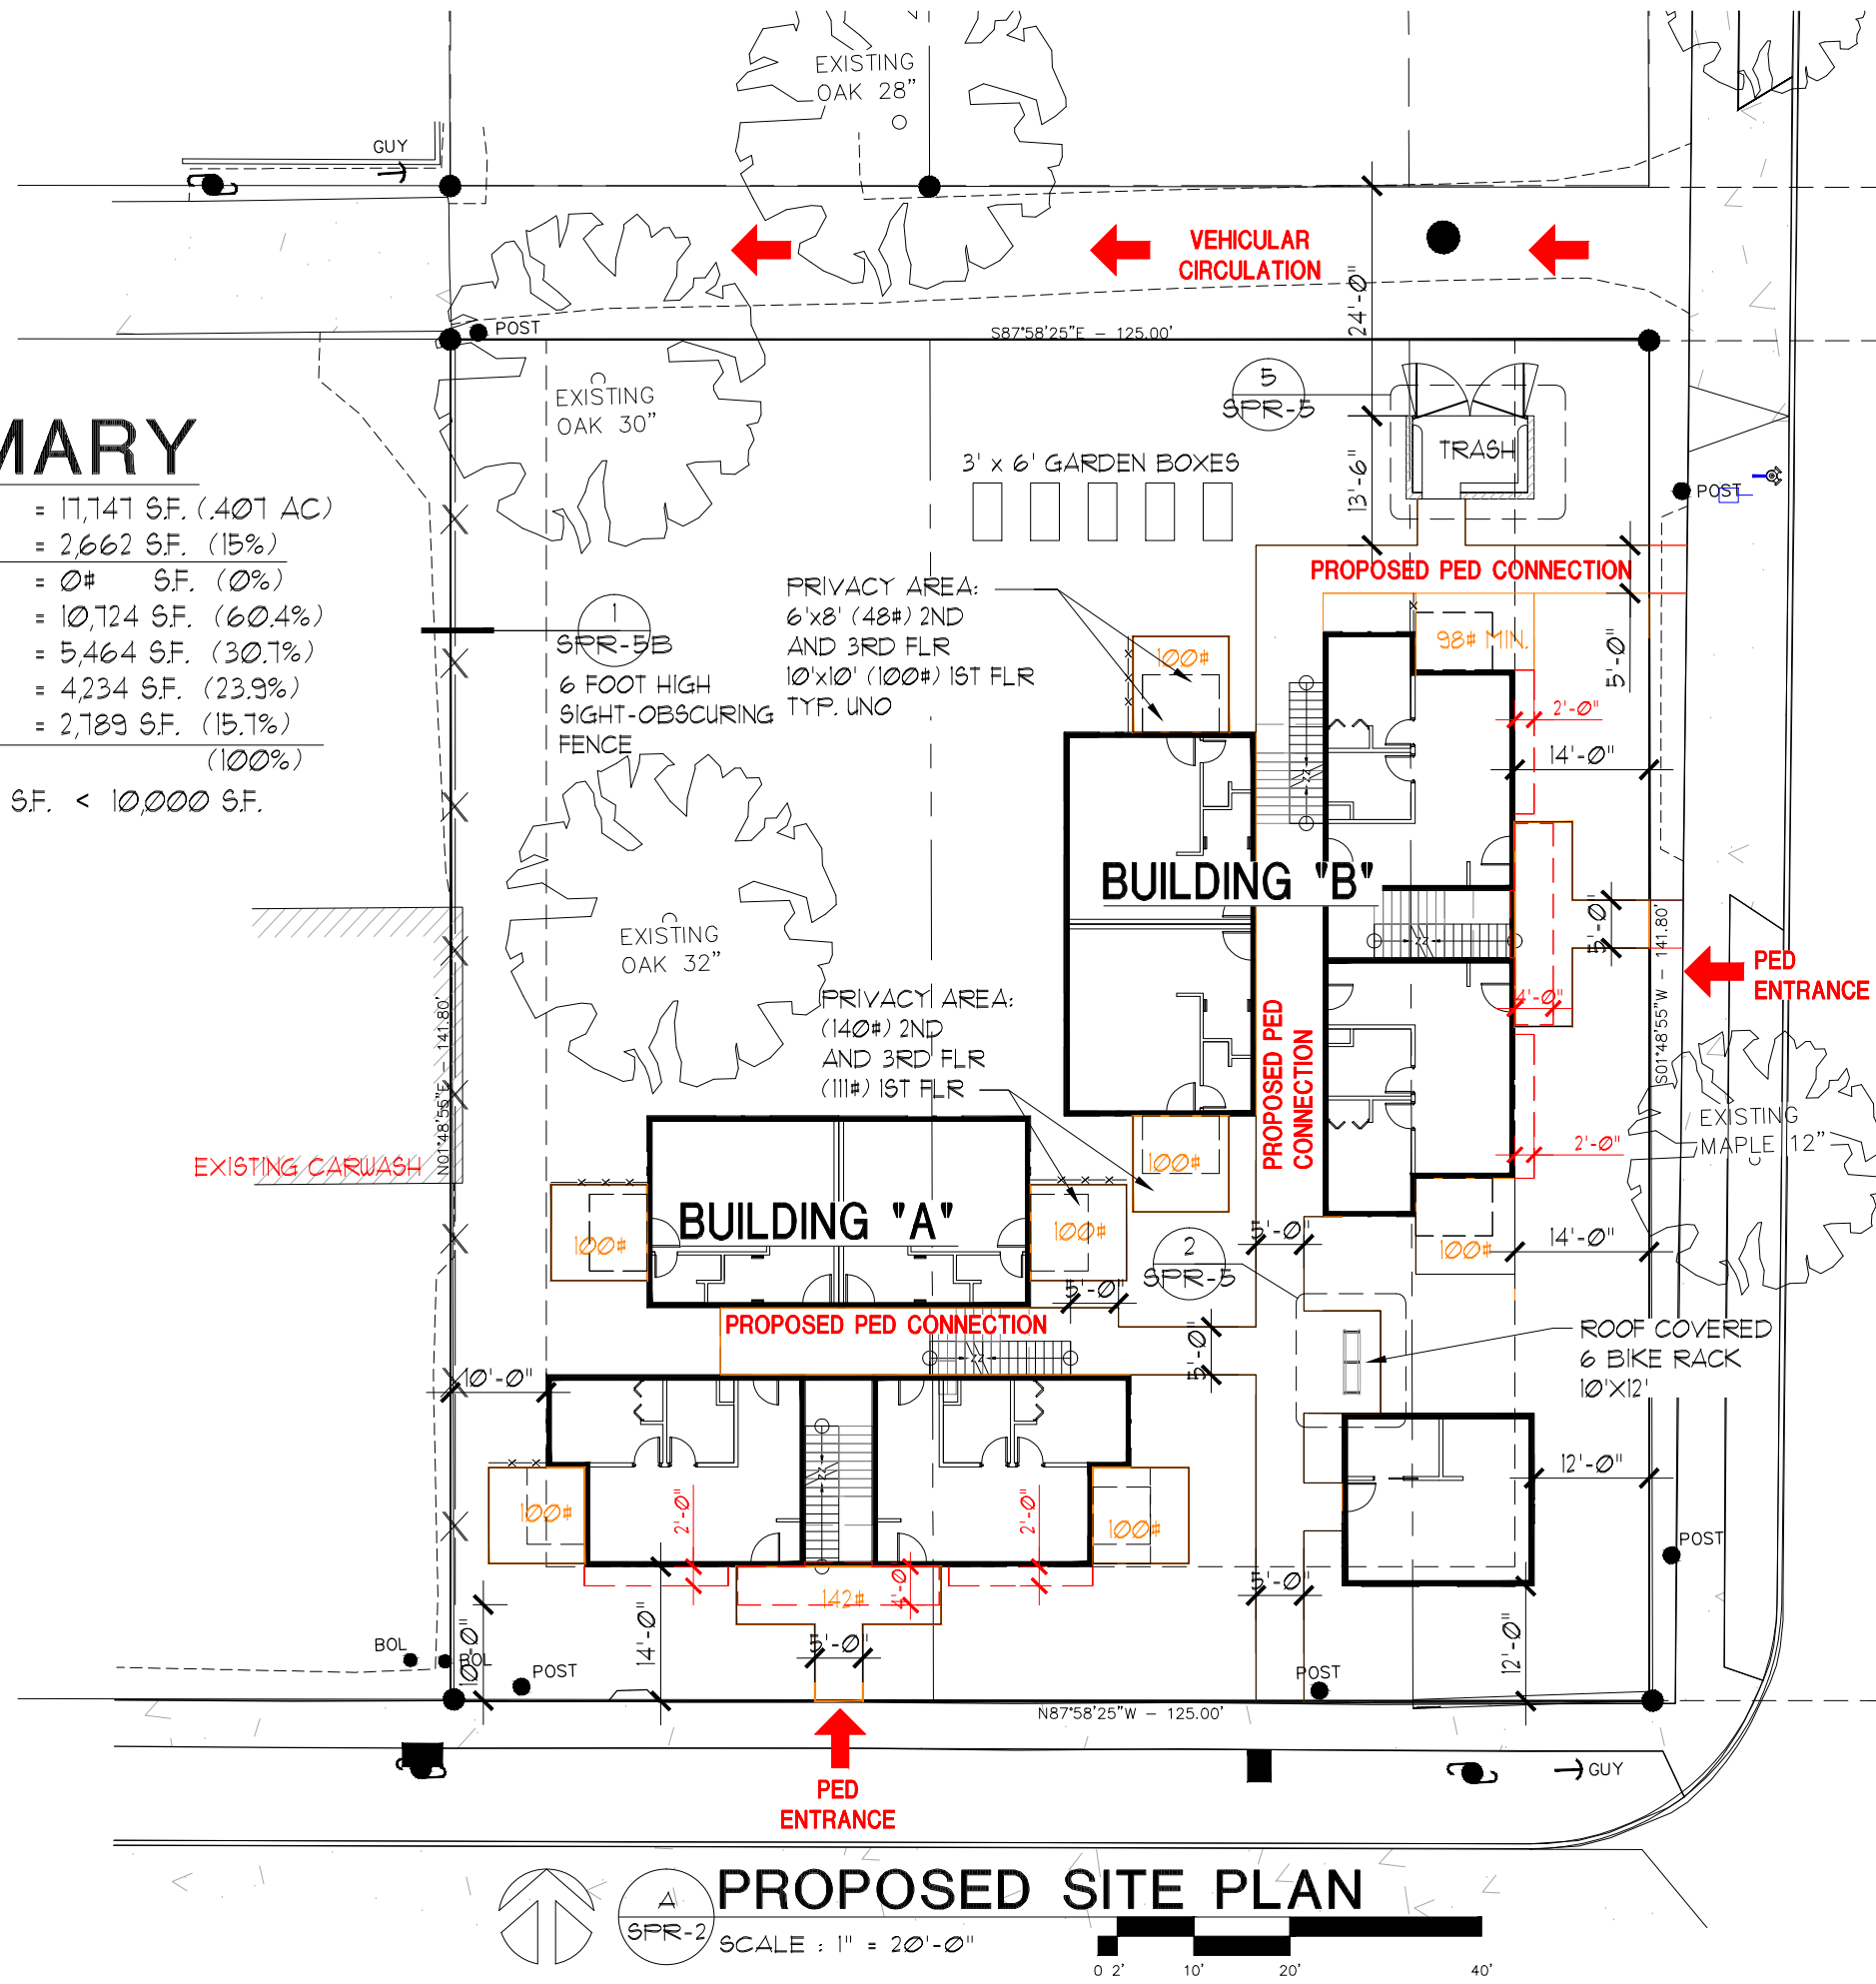 EXISTING
OAK 28"
GUY
VEHICULAR
CIRCULATION
24'-0"
POST
S87°58'25"E - 125.00'
EXISTING
OAK 30"
5
SPR-5
TRASH
13'-6"
POST
3' x 6' GARDEN BOXES
MARY
= 17,747 S.F. (.407 AC)
= 2,662 S.F. (15%)
= 0# S.F. (0%)
= 10,724 S.F. (60.4%)
= 5,464 S.F. (30.7%)
= 4,234 S.F. (23.9%)
= 2,789 S.F. (15.7%)
(100%)
S.F. < 10,000 S.F.
PROPOSED PED CONNECTION
1
SPR-5B
6 FOOT HIGH
SIGHT-OBSCURING
FENCE
PRIVACY AREA:
6'x8' (48#) 2ND
AND 3RD FLR
10'x10' (100#) 1ST FLR
TYP. UNO
100#
98# MIN.
5'-0"
2'-0"
14'-0"
BUILDING "B"
EXISTING
OAK 32"
5'-0"
S01°48'55"W - 141.80'
PED
ENTRANCE
4'-0"
PRIVACY AREA:
(140#) 2ND
AND 3RD FLR
(111#) 1ST FLR
PROPOSED PED
CONNECTION
N01°48'55"E - 141.80'
EXISTING
MAPLE 12"
2'-0"
EXISTING CARWASH
100#
BUILDING "A"
100#
100#
100#
5'-0"
14'-0"
2
SPR-5
5'-0"
PROPOSED PED CONNECTION
5'-0"
ROOF COVERED
6 BIKE RACK
10'X12'
10'-0"
12'-0"
100#
2'-0"
2'-0"
100#
POST
142#
4'-0"
5'-0"
10'-0"
14'-0"
5'-0"
12'-0"
BOL
BOL
POST
POST
N87°58'25"W - 125.00'
GUY
PED
ENTRANCE
A
SPR-2
PROPOSED SITE PLAN
SCALE : 1" = 20'-0"
0 2' 10' 20' 40'